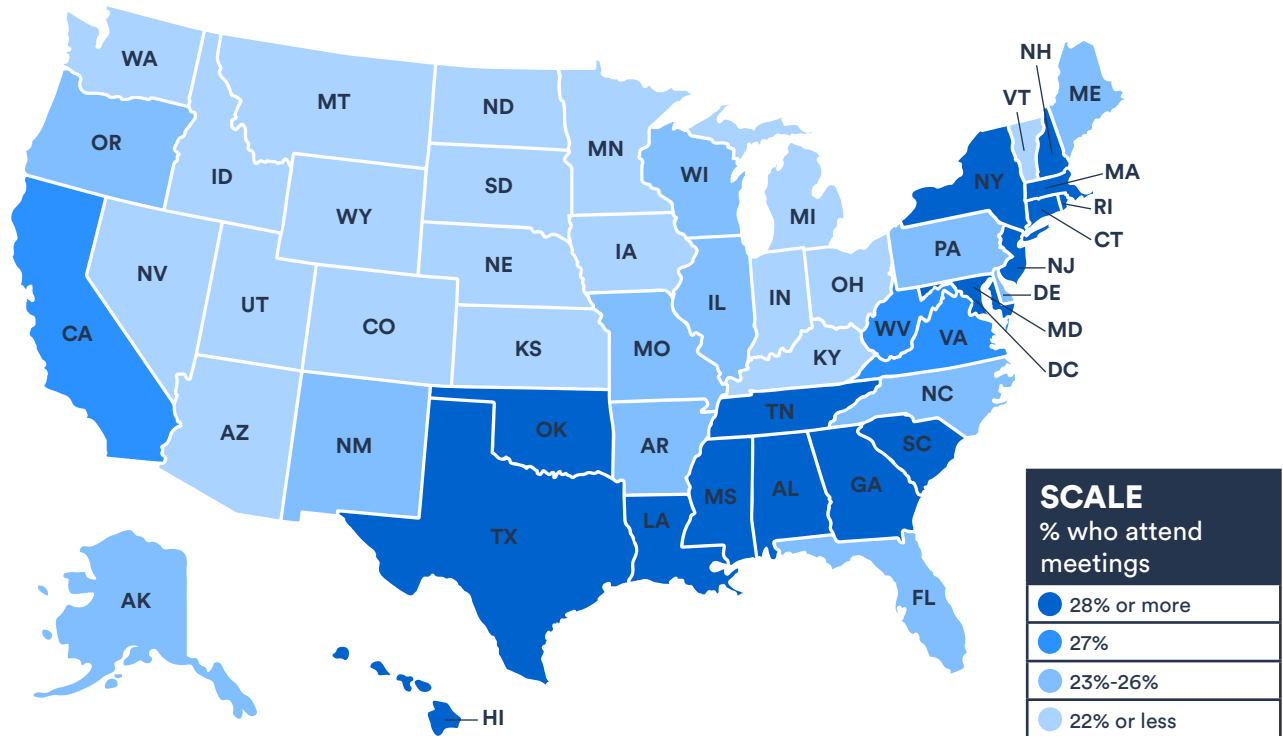 WA
MT
ND
MN
OR
ID
WY
SD
WI
MI
NH
VT
ME
NY
MA
RI
CT
NJ
PA
DE
MD
DC
NV
UT
CO
NE
IA
IL
IN
OH
CA
KS
MO
KY
WV
VA
AZ
NM
OK
AR
TN
NC
SC
TX
LA
MS
AL
GA
FL
AK
HI
SCALE
% who attend
meetings
28% or more
27%
23%-26%
22% or less